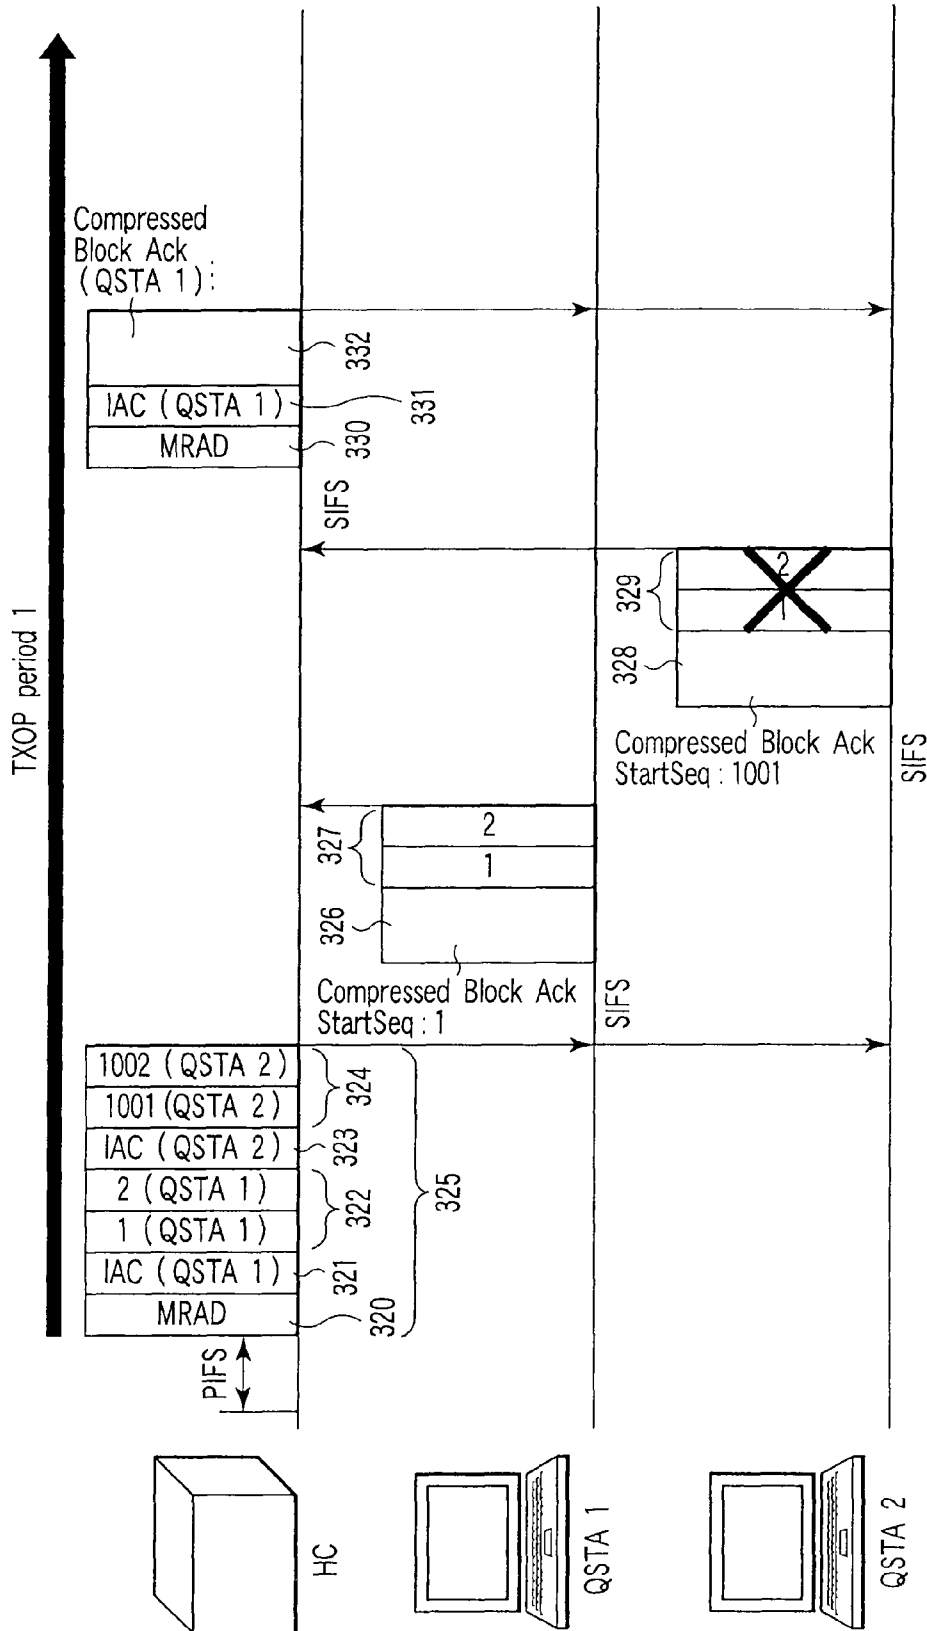 TXOP period 1
Compressed
Block Ack
(QSTA 1)
332
IAC (QSTA 1)
331
MRAD
330
SIFS
2
1
329
328
Compressed Block Ack
StartSeq : 1001
SIFS
2
1
327
326
Compressed Block Ack
StartSeq : 1
SIFS
1002 (QSTA 2)
1001 (QSTA 2)
324
IAC (QSTA 2)
323
2 (QSTA 1)
1 (QSTA 1)
322
325
IAC (QSTA 1)
321
MRAD
320
PIFS
HC
QSTA 1
QSTA 2